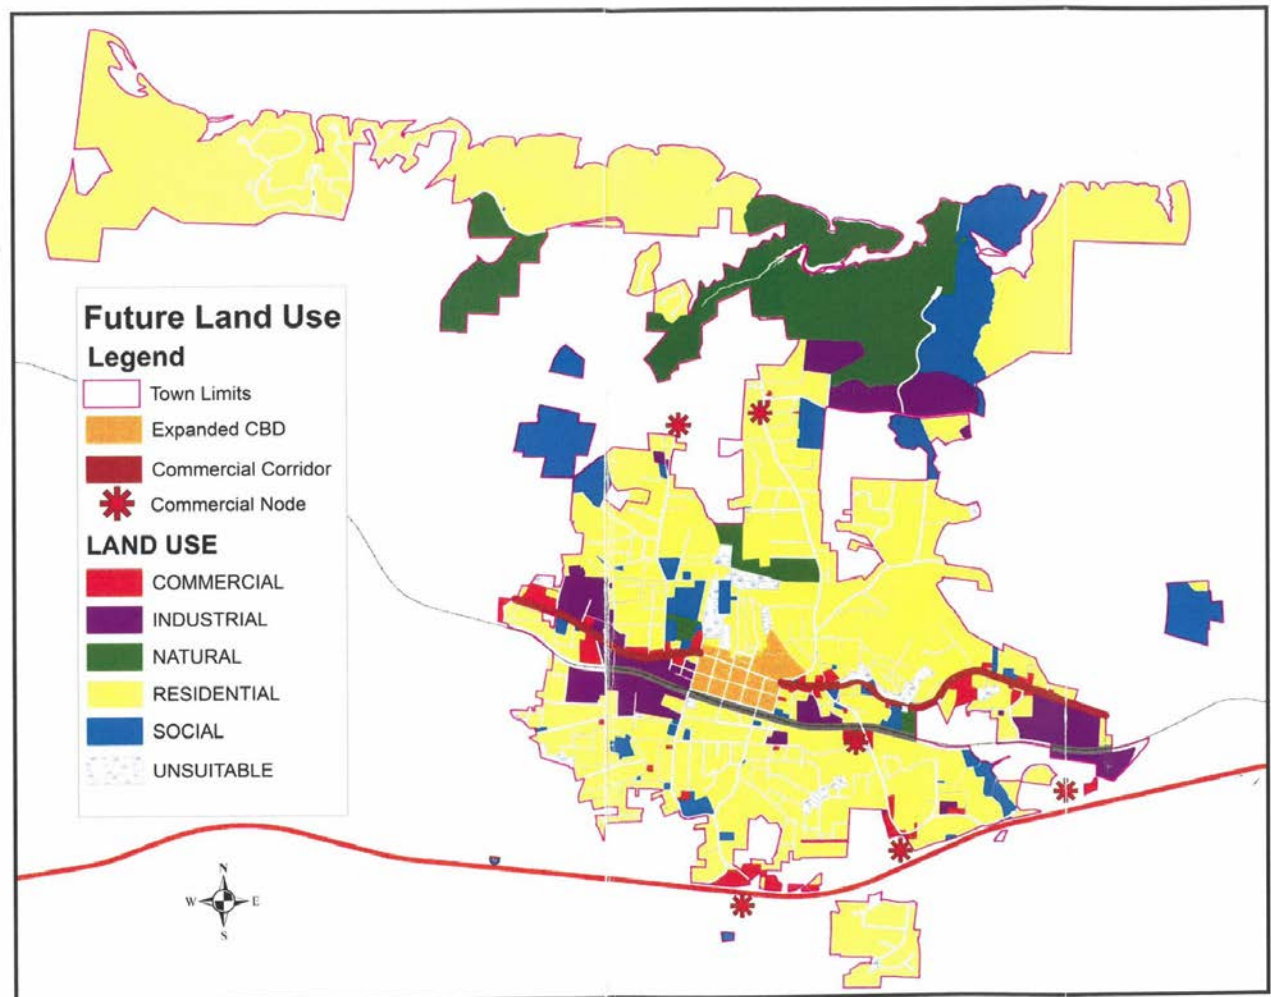 Future Land Use
Legend
Town Limits
Expanded CBD
Commercial Corridor
Commercial Node
LAND USE
COMMERCIAL
INDUSTRIAL
NATURAL
RESIDENTIAL
SOCIAL
UNSUITABLE
N
W E
S